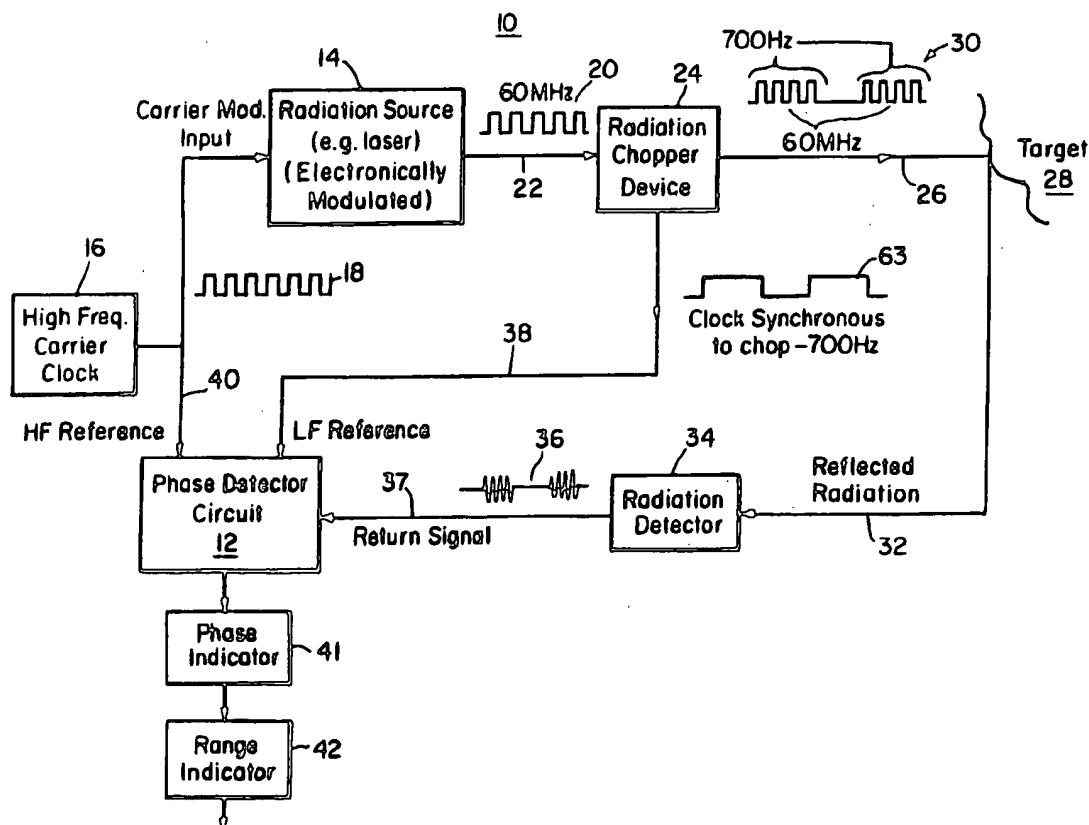 10
14
Radiation Source
(e.g. laser)
(Electronically
Modulated)
Carrier Mod.
Input
60MHz
20
22
24
Radiation
Chopper
Device
700Hz
30
60MHz
26
Target
28
16
High Freq.
Carrier
Clock
18
63
Clock Synchronous
to chop-700Hz
38
40
HF Reference
LF Reference
Phase Detector
Circuit
12
37
Return Signal
36
34
Radiation
Detector
Reflected
Radiation
32
Phase
Indicator
41
Range
Indicator
42